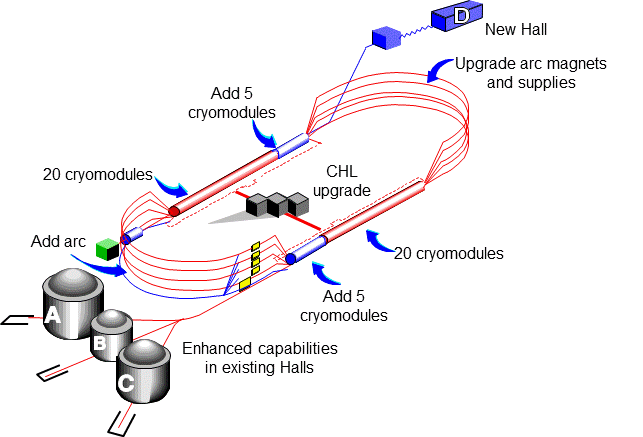 D
New Hall
Upgrade arc magnets
and supplies
Add 5
cryomodules
20 cryomodules
CHL
upgrade
Add arc
20 cryomodules
Add 5
cryomodules
A
B
C
Enhanced capabilities
in existing Halls